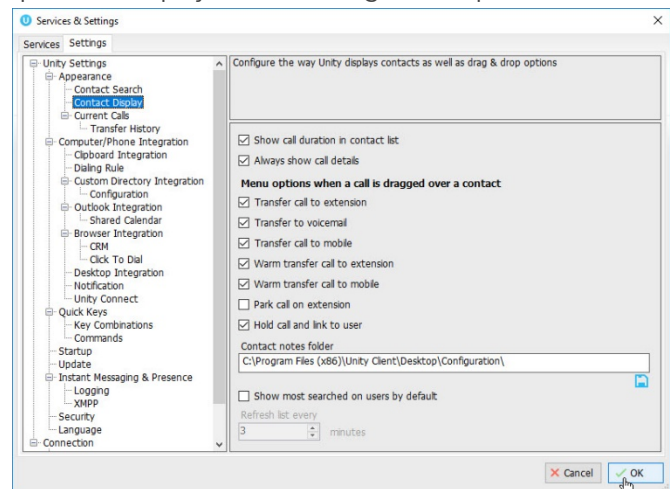 Services & Settings
Services Settings
Unity Settings
Appearance
Contact Search
Contact Display
Current Calls
Transfer History
Computer/Phone Integration
Clipboard Integration
Dialing Rule
Custom Directory Integration
Configuration
Outlook Integration
Shared Calendar
Browser Integration
CRM
Click To Dial
Desktop Integration
Notification
Unity Connect
Quick Keys
Key Combinations
Commands
Startup
Update
Instant Messaging & Presence
Logging
XMPP
Security
Language
Connection
Configure the way Unity displays contacts as well as drag & drop options
Show call duration in contact list
Always show call details
Menu options when a call is dragged over a contact
Transfer call to extension
Transfer to voicemail
Transfer call to mobile
Warm transfer call to extension
Warm transfer call to mobile
Park call on extension
Hold call and link to user
Contact notes folder
C:\Program Files (x86)\Unity Client\Desktop\Configuration\
Show most searched on users by default
Refresh list every
3 minutes
Cancel OK